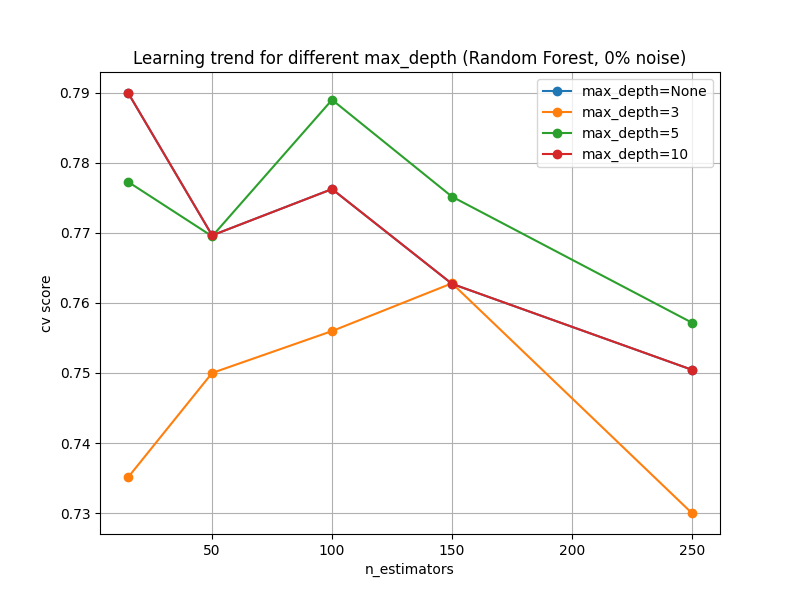 Learning trend for different max_depth (Random Forest, 0% noise)
max_depth=None
max_depth=3
max_depth=5
max_depth=10
0.79
0.78
0.77
0.76
0.75
0.74
0.73
cv score
50
100
150
200
250
n_estimators